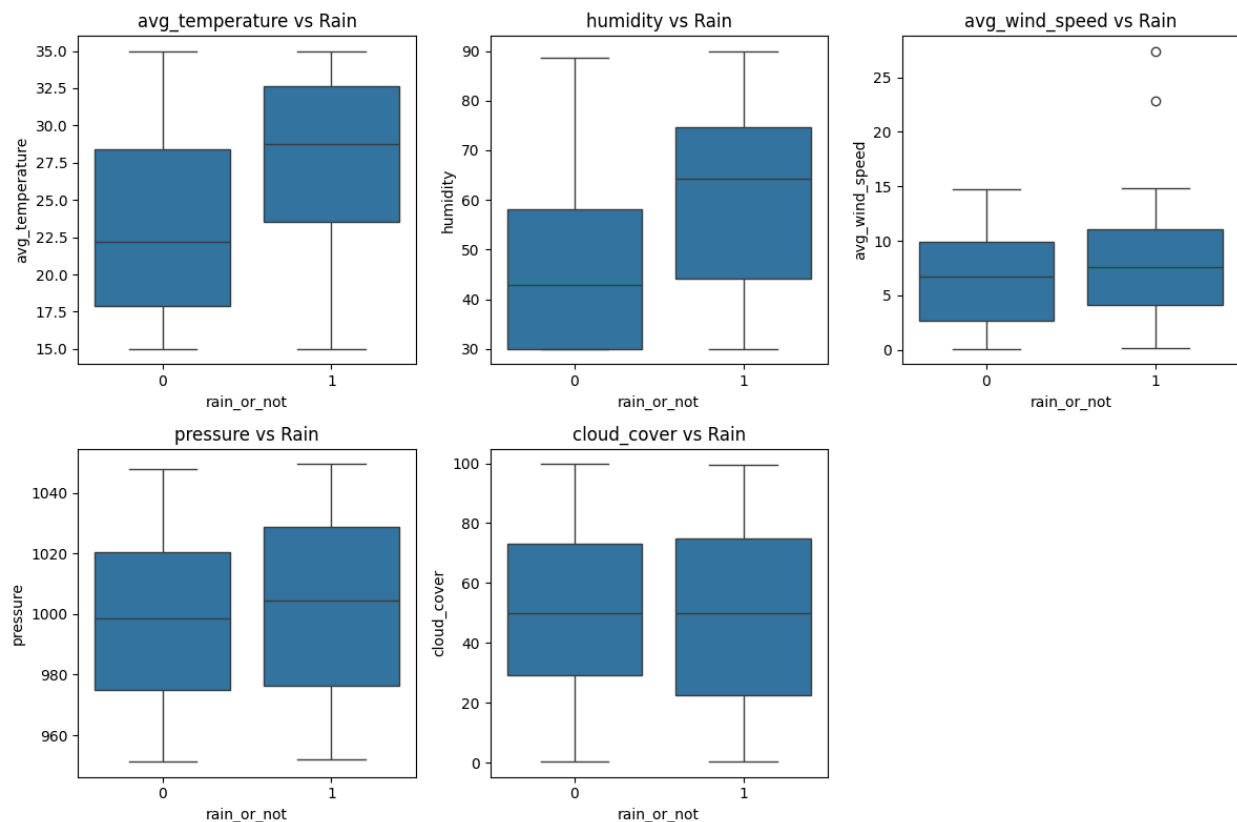 avg_temperature vs Rain
35.0
32.5
30.0
27.5
25.0
22.5
20.0
17.5
15.0
avg_temperature
0 1
rain_or_not
humidity vs Rain
90
80
70
60
50
40
30
humidity
0 1
rain_or_not
avg_wind_speed vs Rain
25
20
15
10
5
0
avg_wind_speed
0 1
rain_or_not
pressure vs Rain
1040
1020
1000
980
960
pressure
0 1
rain_or_not
cloud_cover vs Rain
100
80
60
40
20
0
cloud_cover
0 1
rain_or_not